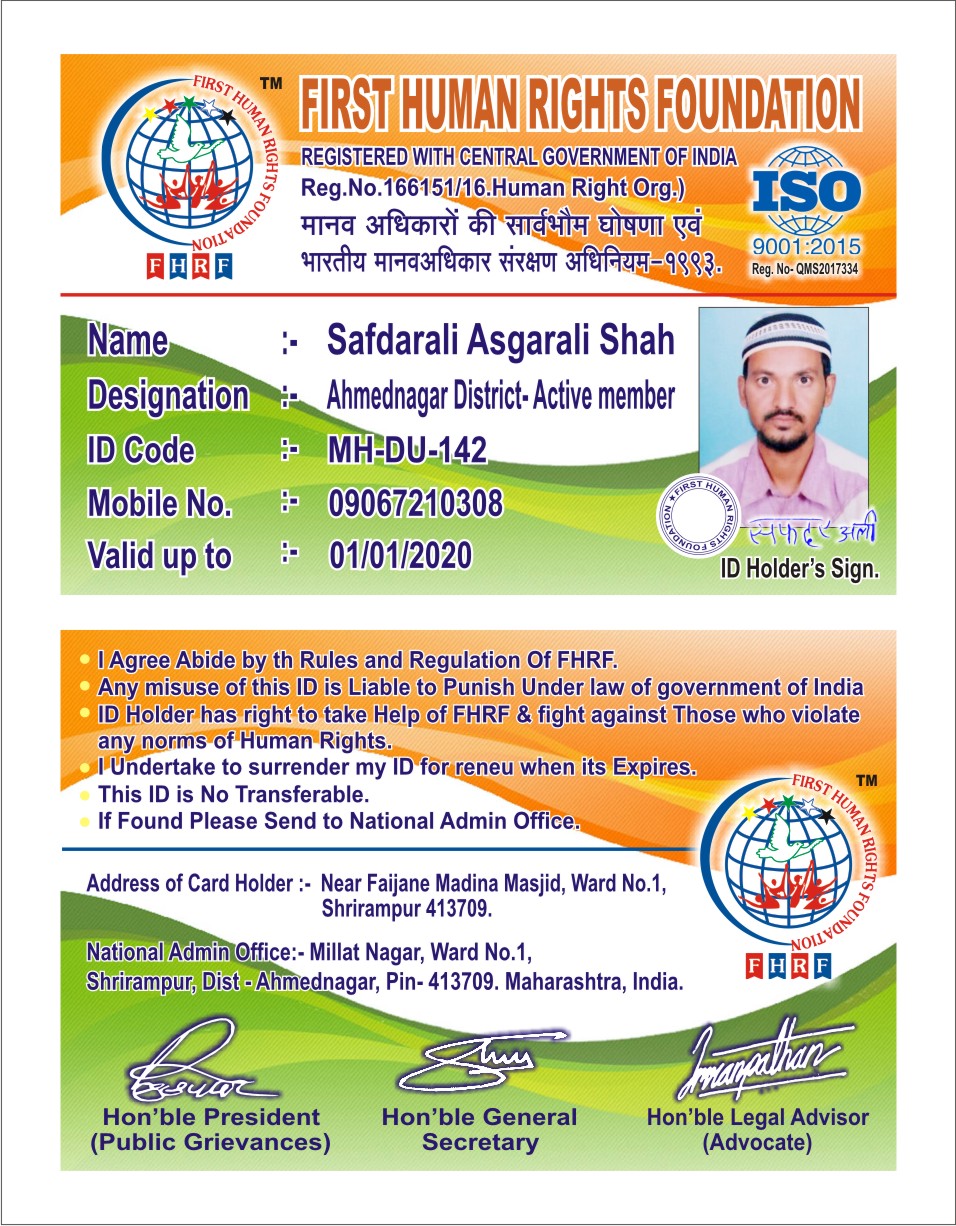 FIRST HUMAN RIGHTS FOUNDATION
TM
FHRF
FIRST HUMAN RIGHTS FOUNDATION
REGISTERED WITH CENTRAL GOVERNMENT OF INDIA
Reg.No.166151/16.Human Right Org.)
मानव अधिकारों की सार्वभौम घोषणा एवं
भारतीय मानवअधिकार संरक्षण अधिनियम-१९९३.
ISO
9001:2015
Reg. No- QMS2017334
Name :- Safdarali Asgarali Shah
Designation :- Ahmednagar District- Active member
ID Code :- MH-DU-142
Mobile No. :- 09067210308
Valid up to :- 01/01/2020
FIRST HUMAN RIGHTS FOUNDATION
सफदर अली
ID Holder's Sign.
I Agree Abide by th Rules and Regulation Of FHRF.
Any misuse of this ID is Liable to Punish Under law of government of India
ID Holder has right to take Help of FHRF & fight against Those who violate
any norms of Human Rights.
I Undertake to surrender my ID for reneu when its Expires.
This ID is No Transferable.
If Found Please Send to National Admin Office.
FIRST HUMAN RIGHTS FOUNDATION
TM
FHRF
Address of Card Holder :- Near Faijane Madina Masjid, Ward No.1,
Shrirampur 413709.
National Admin Office:- Millat Nagar, Ward No.1,
Shrirampur, Dist - Ahmednagar, Pin- 413709. Maharashtra, India.
Imranpathan
Hon'ble President
(Public Grievances)
Hon'ble General
Secretary
Hon'ble Legal Advisor
(Advocate)